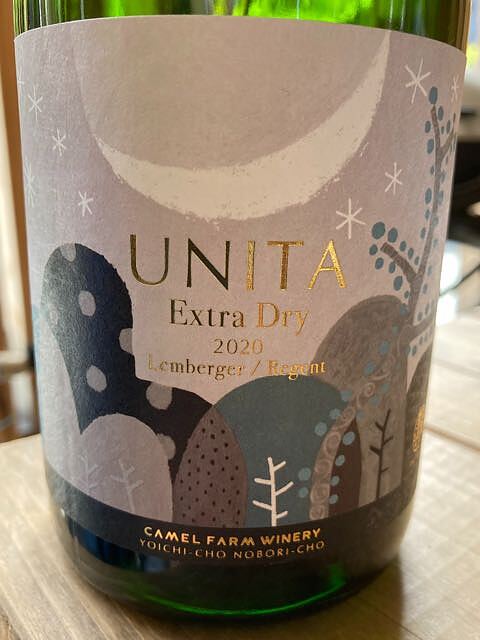 UNITA
Extra Dry
2020
Lemberger / Regent
CAMEL FARM WINERY
YOICHI-CHO NOBORI-CHO